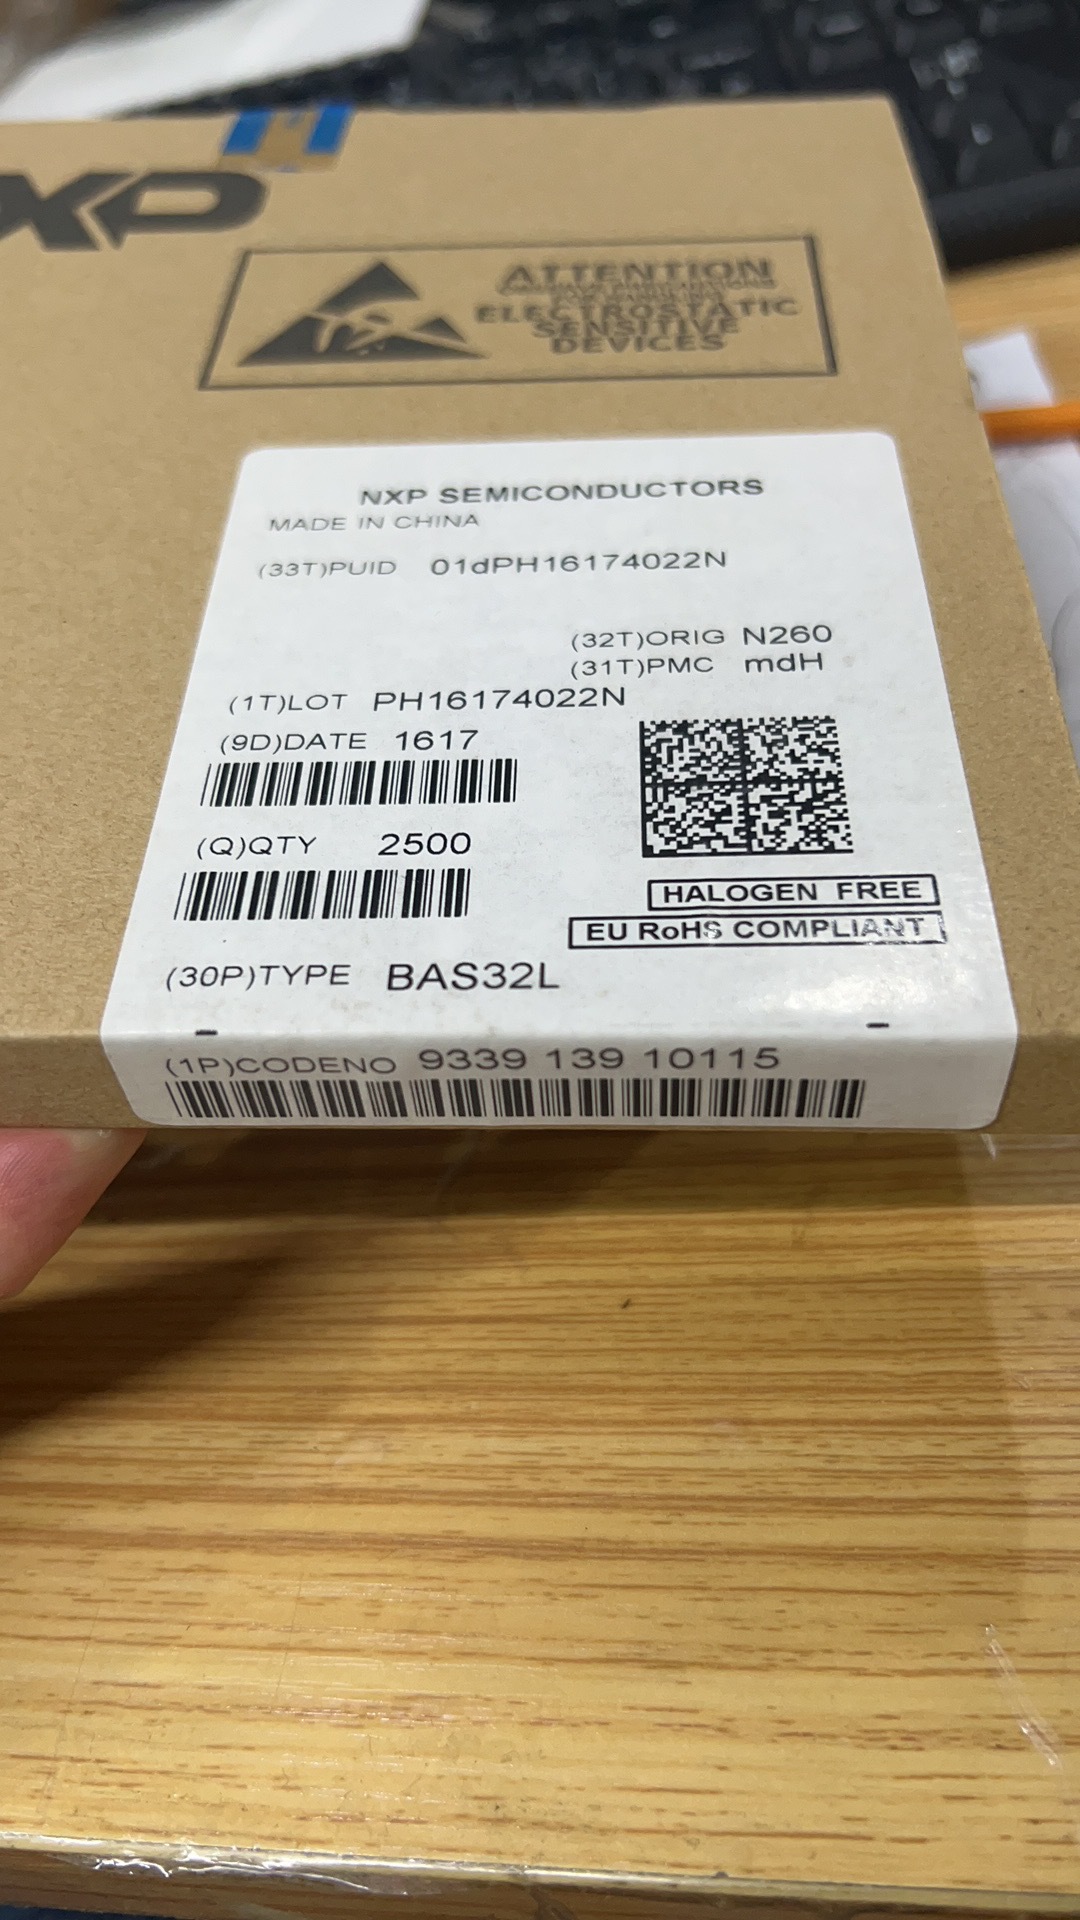 XP
ATTENTION
ELECTROSTATIC
SENSITIVE
DEVICES
NXP SEMICONDUCTORS
MADE IN CHINA
(33T)PUID 01dPH16174022N
(32T)ORIG N260
(31T)PMC mdH
(1T)LOT PH16174022N
(9D)DATE 1617
(Q)QTY 2500
HALOGEN FREE
EU RoHS COMPLIANT
(30P)TYPE BAS32L
(1P)CODENO 9339 139 10115